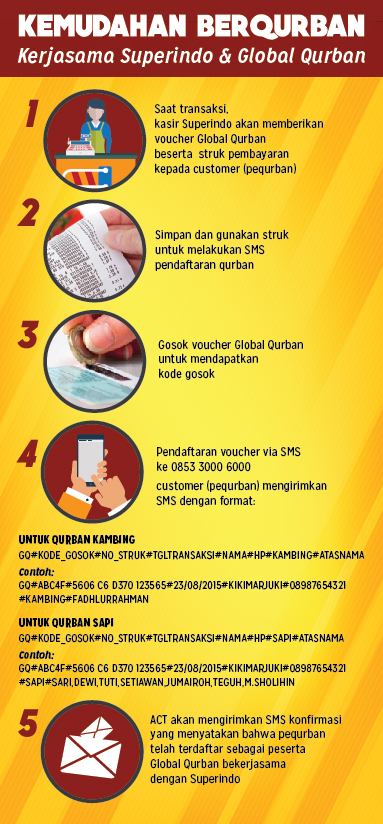 KEMUDAHAN BERQURBAN
Kerjasama Superindo & Global Qurban
1
Saat transaksi,
kasir Superindo akan memberikan
voucher Global Qurban
beserta struk pembayaran
kepada customer (pequrban)
2
Simpan dan gunakan struk
untuk melakukan SMS
pendaftaran qurban
3
Gosok voucher Global Qurban
untuk mendapatkan
kode gosok
4
Pendaftaran voucher via SMS
ke 0853 3000 6000
customer (pequrban) mengirimkan
SMS dengan format:
UNTUK QURBAN KAMBING
GQ#KODE_GOSOK#NO_STRUK#TGLTRANSAKSI#NAMA#HP#KAMBING#ATASNAMA
Contoh:
GQ#ABC4F#5606 C6 D370 123565#23/08/2015#KIKIMARJUKI#08987654321
#KAMBING#FADHLURRAHMAN
UNTUK QURBAN SAPI
GQ#KODE_GOSOK#NO_STRUK#TGLTRANSAKSI#NAMA#HP#SAPI#ATASNAMA
Contoh:
GQ#ABC4F#5606 C6 D370 123565#23/08/2015#KIKIMARJUKI#08987654321
#SAPI#SARI,DEWI,TUTI,SETIAWAN,JUMAIROH,TEGUH,M.SHOLIHIN
5
ACT akan mengirimkan SMS konfirmasi
yang menyatakan bahwa pequrban
telah terdaftar sebagai peserta
Global Qurban bekerjasama
dengan Superindo